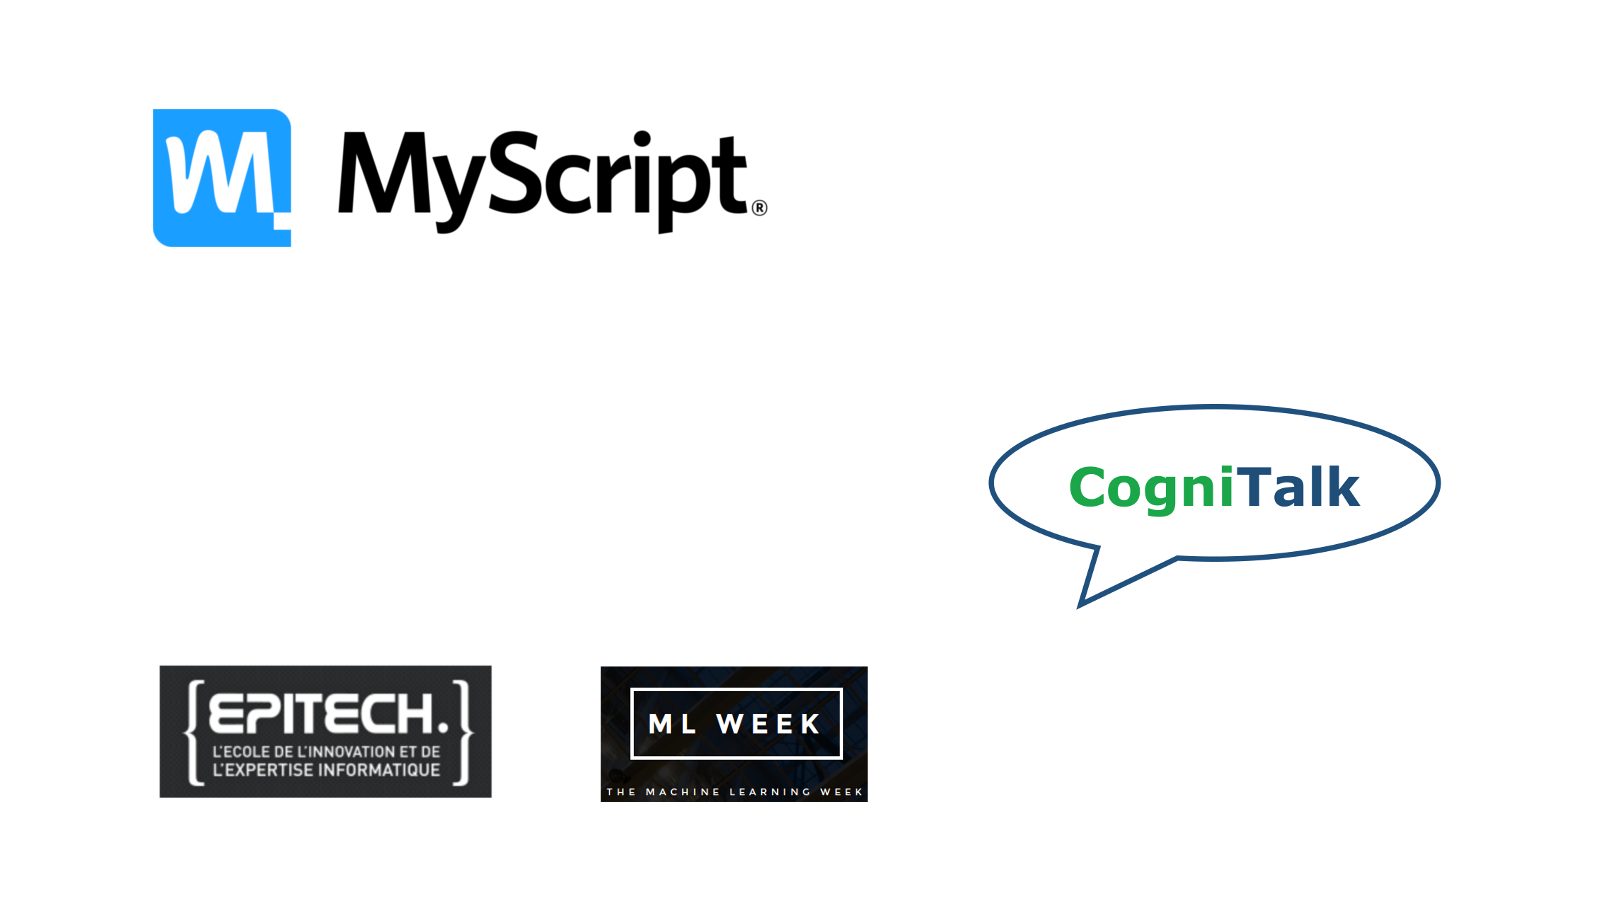 MyScript®
CogniTalk
{EPITECH.}
L'ECOLE DE L'INNOVATION ET DE
L'EXPERTISE INFORMATIQUE
ML WEEK
THE MACHINE LEARNING WEEK